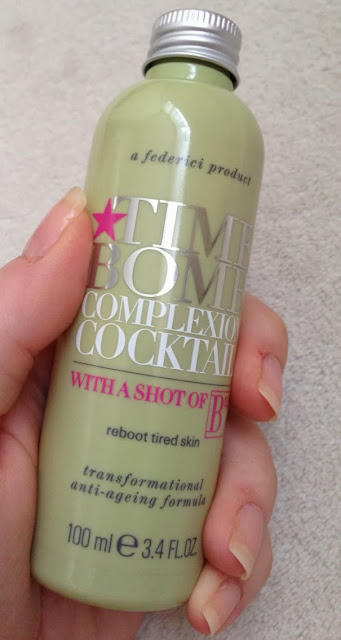 a federici product
TIME
BOMB
COMPLEXION
COCKTAIL
WITH A SHOT OF
reboot tired skin
transformational
anti-ageing formula
100 ml e 3.4 FL.OZ